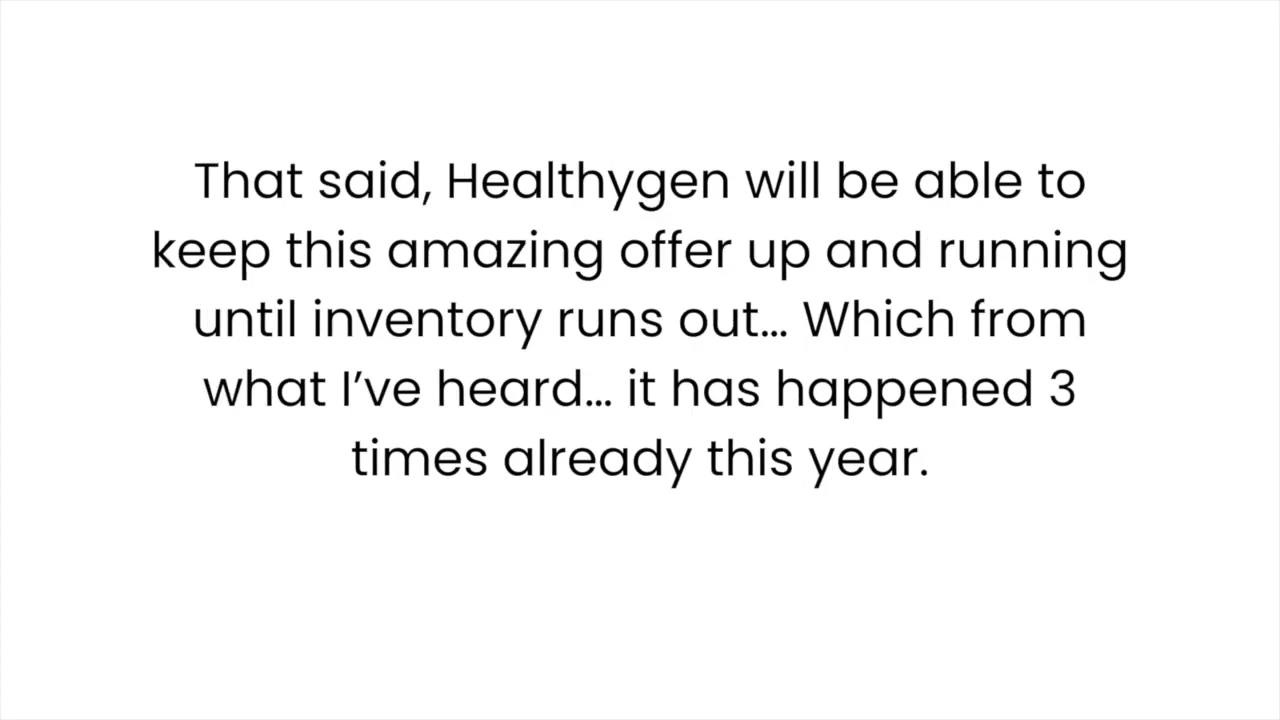 That said, Healthygen will be able to
keep this amazing offer up and running
until inventory runs out... Which from
what I’ve heard... it has happened 3
times already this year.